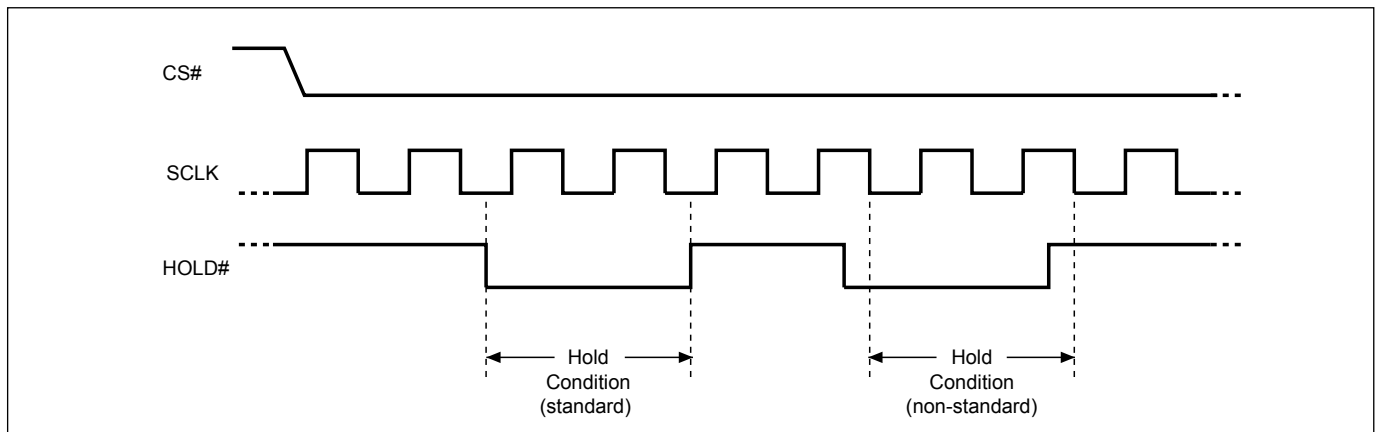 CS#
SCLK
HOLD#
Hold
Condition
(standard)
Hold
Condition
(non-standard)